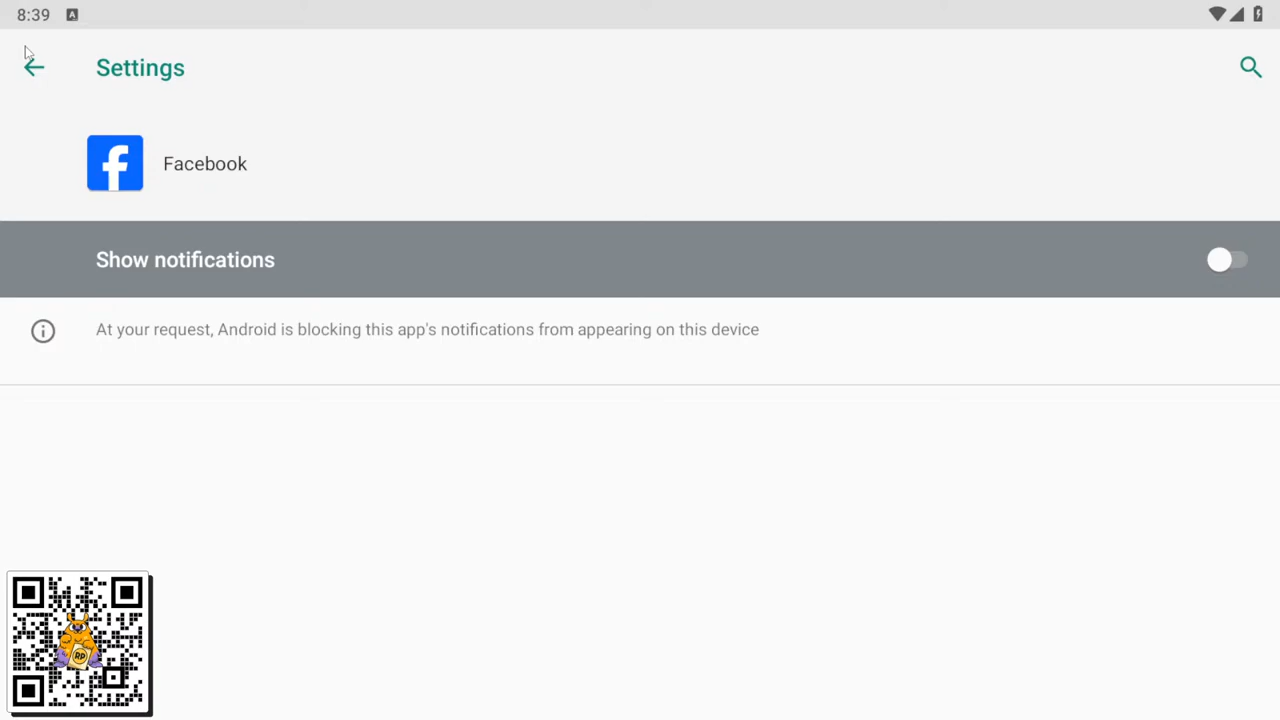 8:39
A
Settings
Facebook
Show notifications
At your request, Android is blocking this app's notifications from appearing on this device
RP